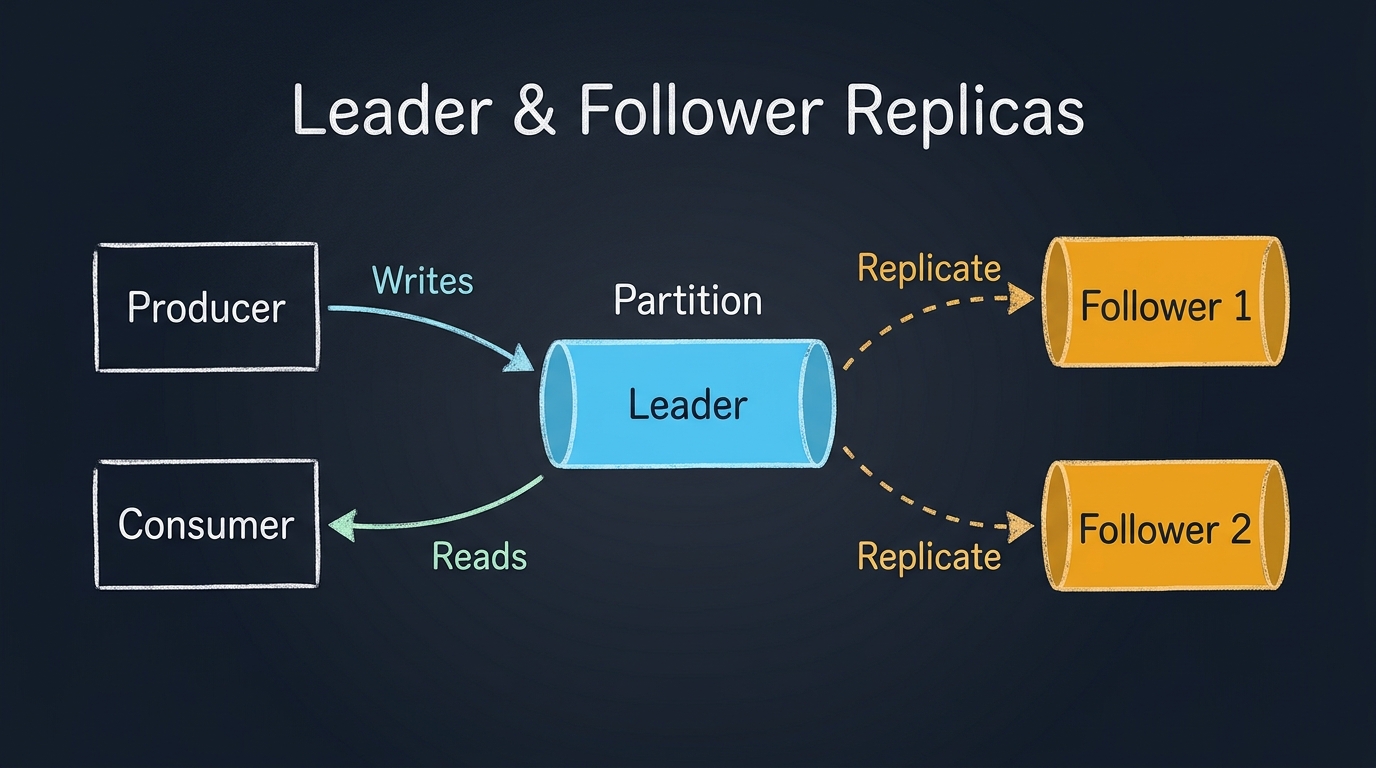 Leader & Follower Replicas
Producer
Writes
Partition
Leader
Replicate
Follower 1
Consumer
Reads
Replicate
Follower 2